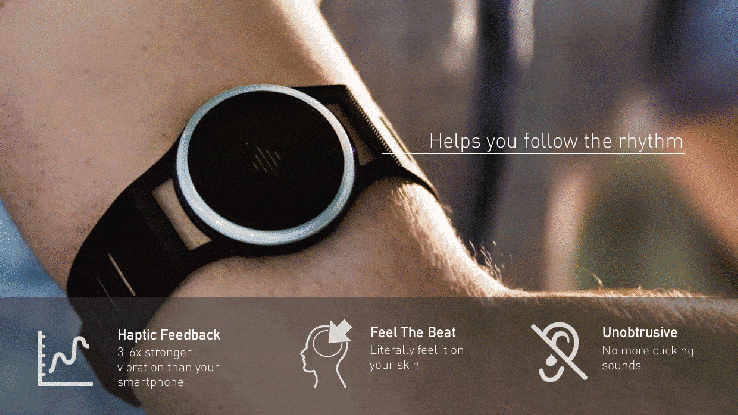 Helps you follow the rhythm
Haptic Feedback
3-6x stronger
vibration than your
smartphone
Feel The Beat
Literally feel it on
your skin
Unobtrusive
No more clicking
sounds